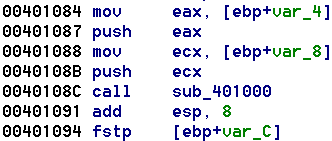 00401084 mov eax, [ebp+var_4]
00401087 push eax
00401088 mov ecx, [ebp+var_8]
0040108B push ecx
0040108C call sub_401000
00401091 add esp, 8
00401094 fstp [ebp+var_C]